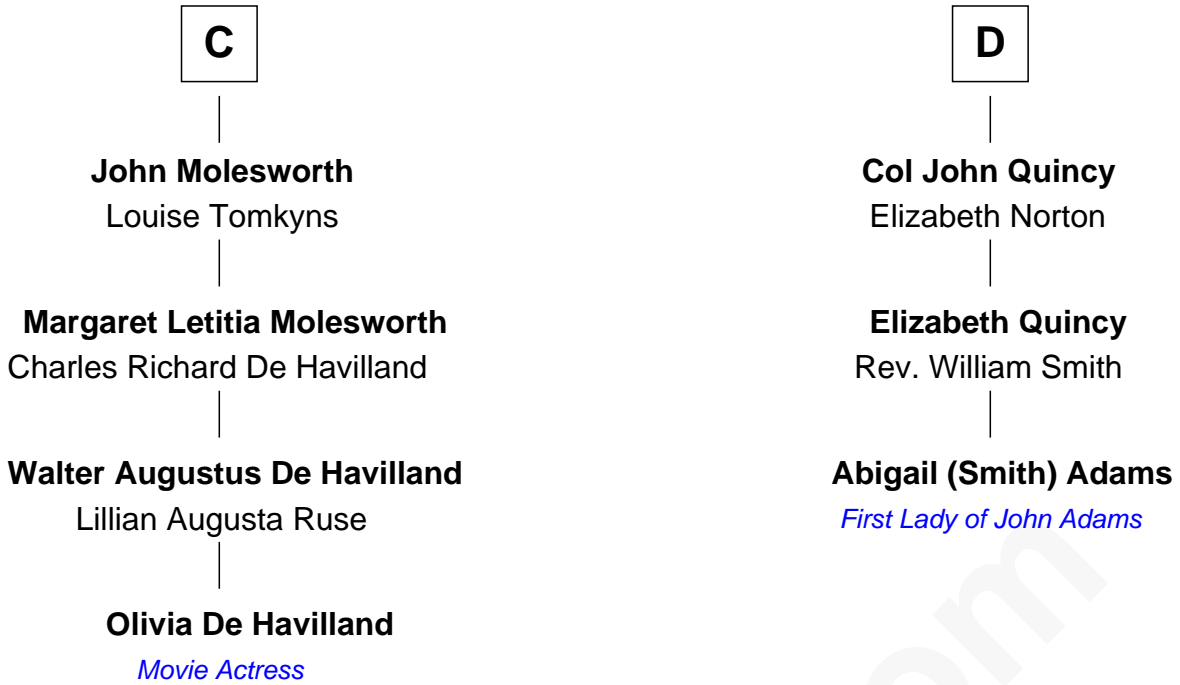 C
John Molesworth
Louise Tomkyns
Margaret Letitia Molesworth
Charles Richard De Havilland
Walter Augustus De Havilland
Lillian Augusta Ruse
Olivia De Havilland
Movie Actress
D
Col John Quincy
Elizabeth Norton
Elizabeth Quincy
Rev. William Smith
Abigail (Smith) Adams
First Lady of John Adams
om